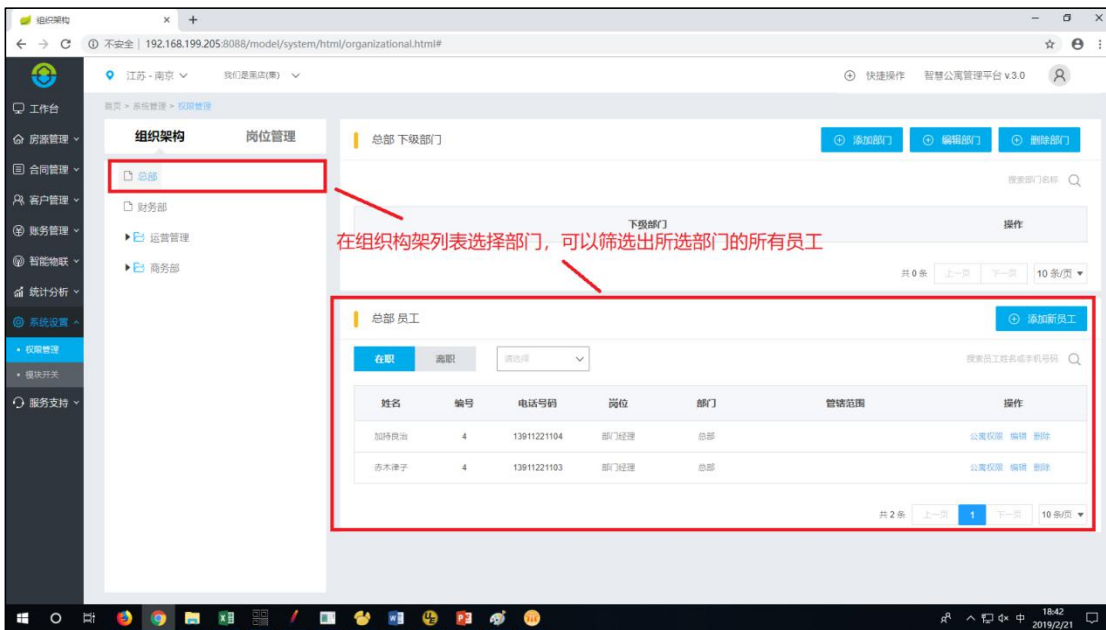 组织架构
不安全 | 192.168.199.205:8088/model/system/html/organizational.html#
江苏 - 南京 我们是黑店(集) 快捷操作 智慧公寓管理平台 v.3.0
首页 > 系统管理 > 权限管理
工作台
房源管理
合同管理
客户管理
账务管理
智能物联
统计分析
系统设置
• 权限管理
• 模块开关
服务支持
组织架构 岗位管理
总部
财务部
运营管理
商务部
总部 下级部门 添加部门 编辑部门 删除部门
搜索部门名称
下级部门 操作
在组织构架列表选择部门，可以筛选出所选部门的所有员工
共 0 条 上一页 下一页 10 条/页
总部 员工 添加新员工
在职 离职 请选择 搜索员工姓名或手机号码
姓名 编号 电话号码 岗位 部门 管辖范围 操作
加持良治 4 13911221104 部门经理 总部 公寓权限 编辑 删除
赤木律子 4 13911221103 部门经理 总部 公寓权限 编辑 删除
共 2 条 上一页 1 下一页 10 条/页
中 18:42
2019/2/21